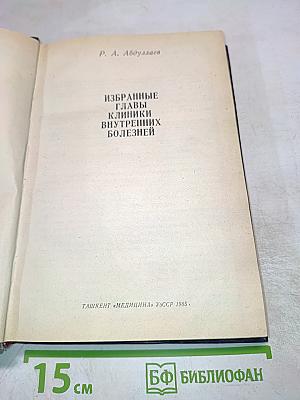 Р. А. Абдуллаев
ИЗБРАННЫЕ
ГЛАВЫ
КЛИНИКИ
ВНУТРЕННИХ
БОЛЕЗНЕЙ
ТАШКЕНТ «МЕДИЦИНА» УзССР 1985
15 см
БФ БИБЛИОФАН